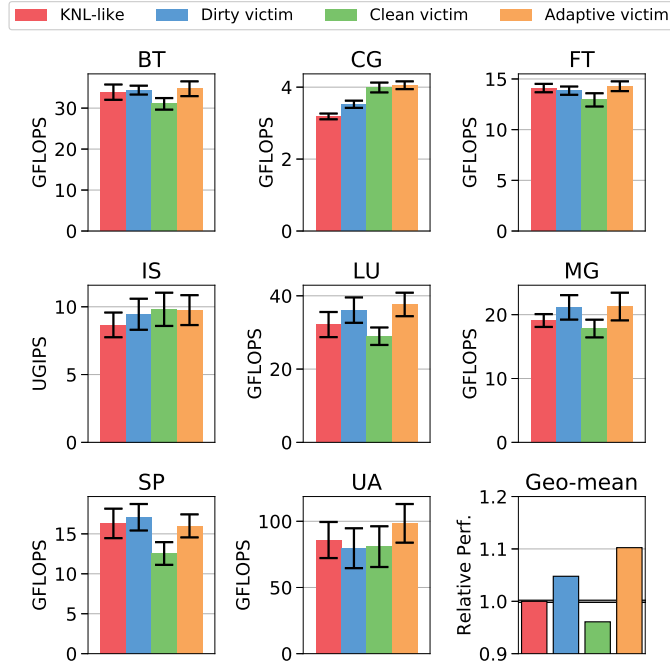 KNL-like Dirty victim Clean victim Adaptive victim
BT CG FT
GFLOPS
30
20
10
0
GFLOPS
4
2
0
GFLOPS
15
10
5
0
IS LU MG
UGIPS
10
5
0
GFLOPS
40
20
0
GFLOPS
20
10
0
SP UA Geo-mean
GFLOPS
15
10
5
0
GFLOPS
100
50
0
Relative Perf.
1.2
1.1
1.0
0.9